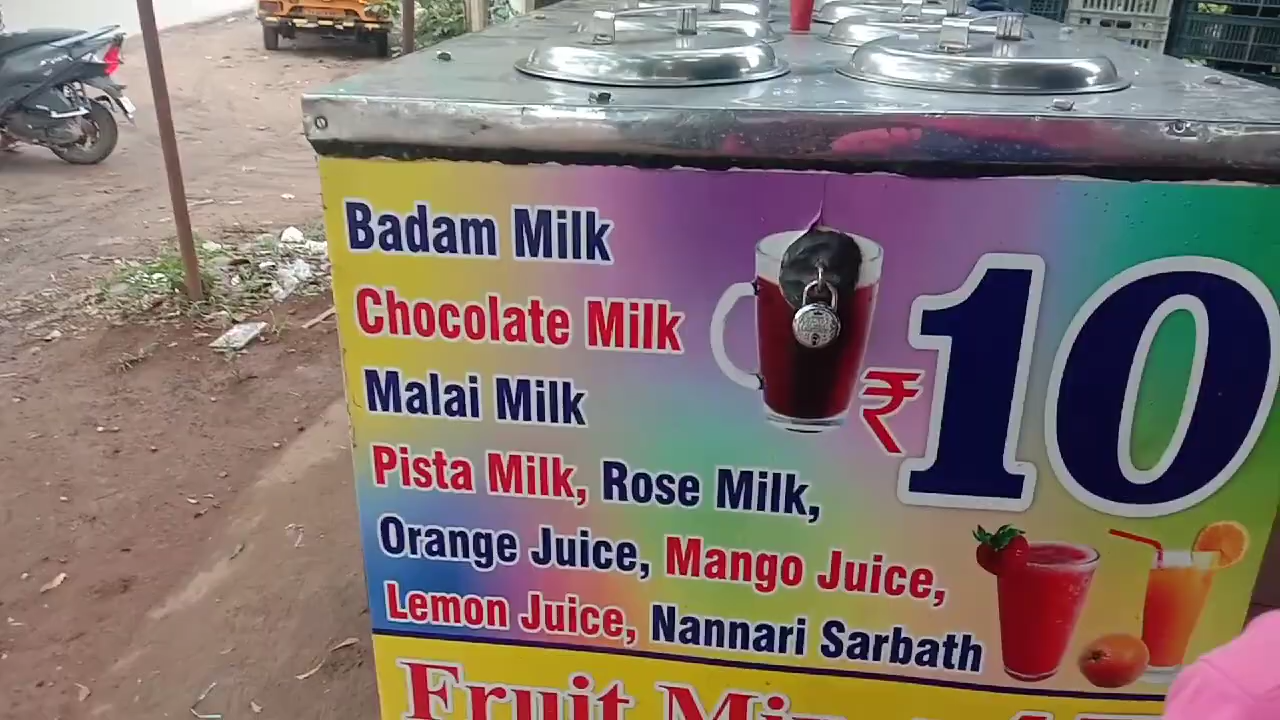 Badam Milk
Chocolate Milk
Malai Milk
₹10
Pista Milk, Rose Milk,
Orange Juice, Mango Juice,
Lemon Juice, Nannari Sarbath
Fruit